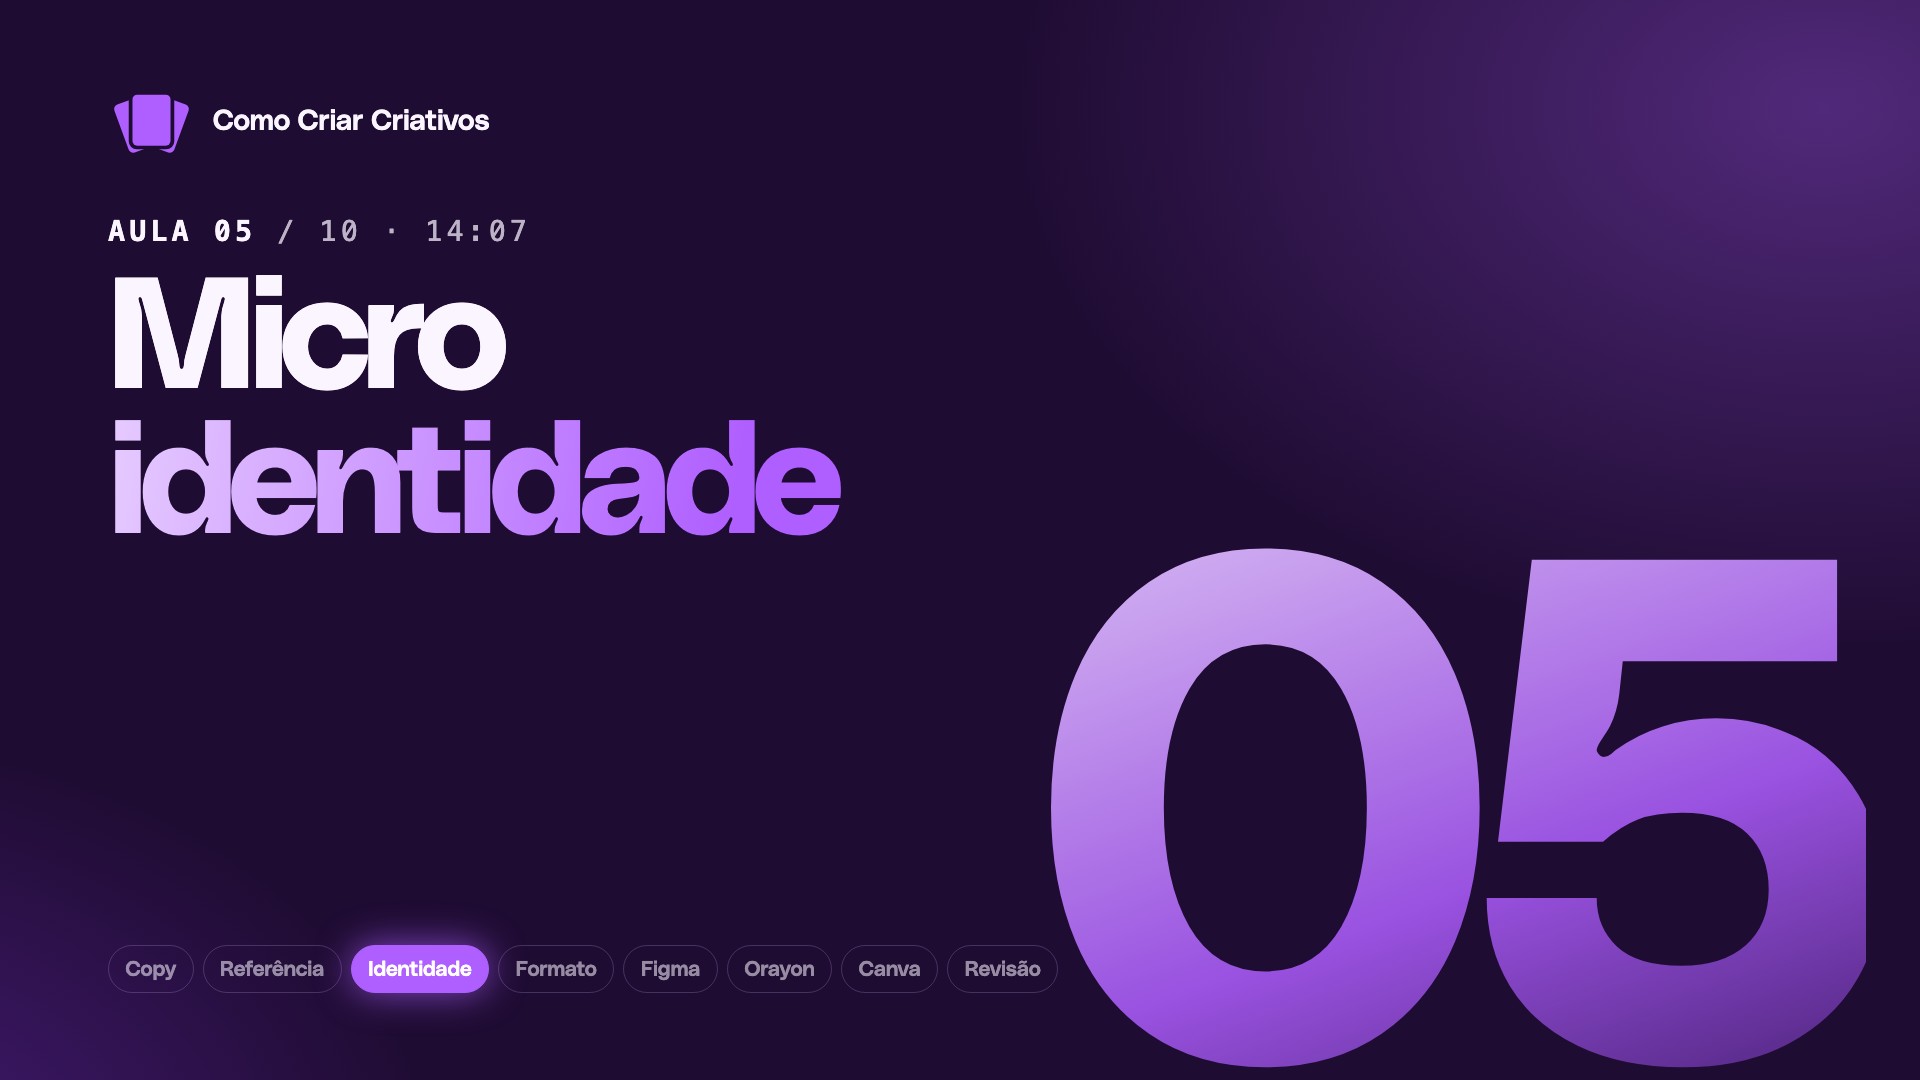 Como Criar Criativos
AULA 05 / 10 · 14:07
Micro
identidade
05
Copy Referência Identidade Formato Figma Orayon Canva Revisão